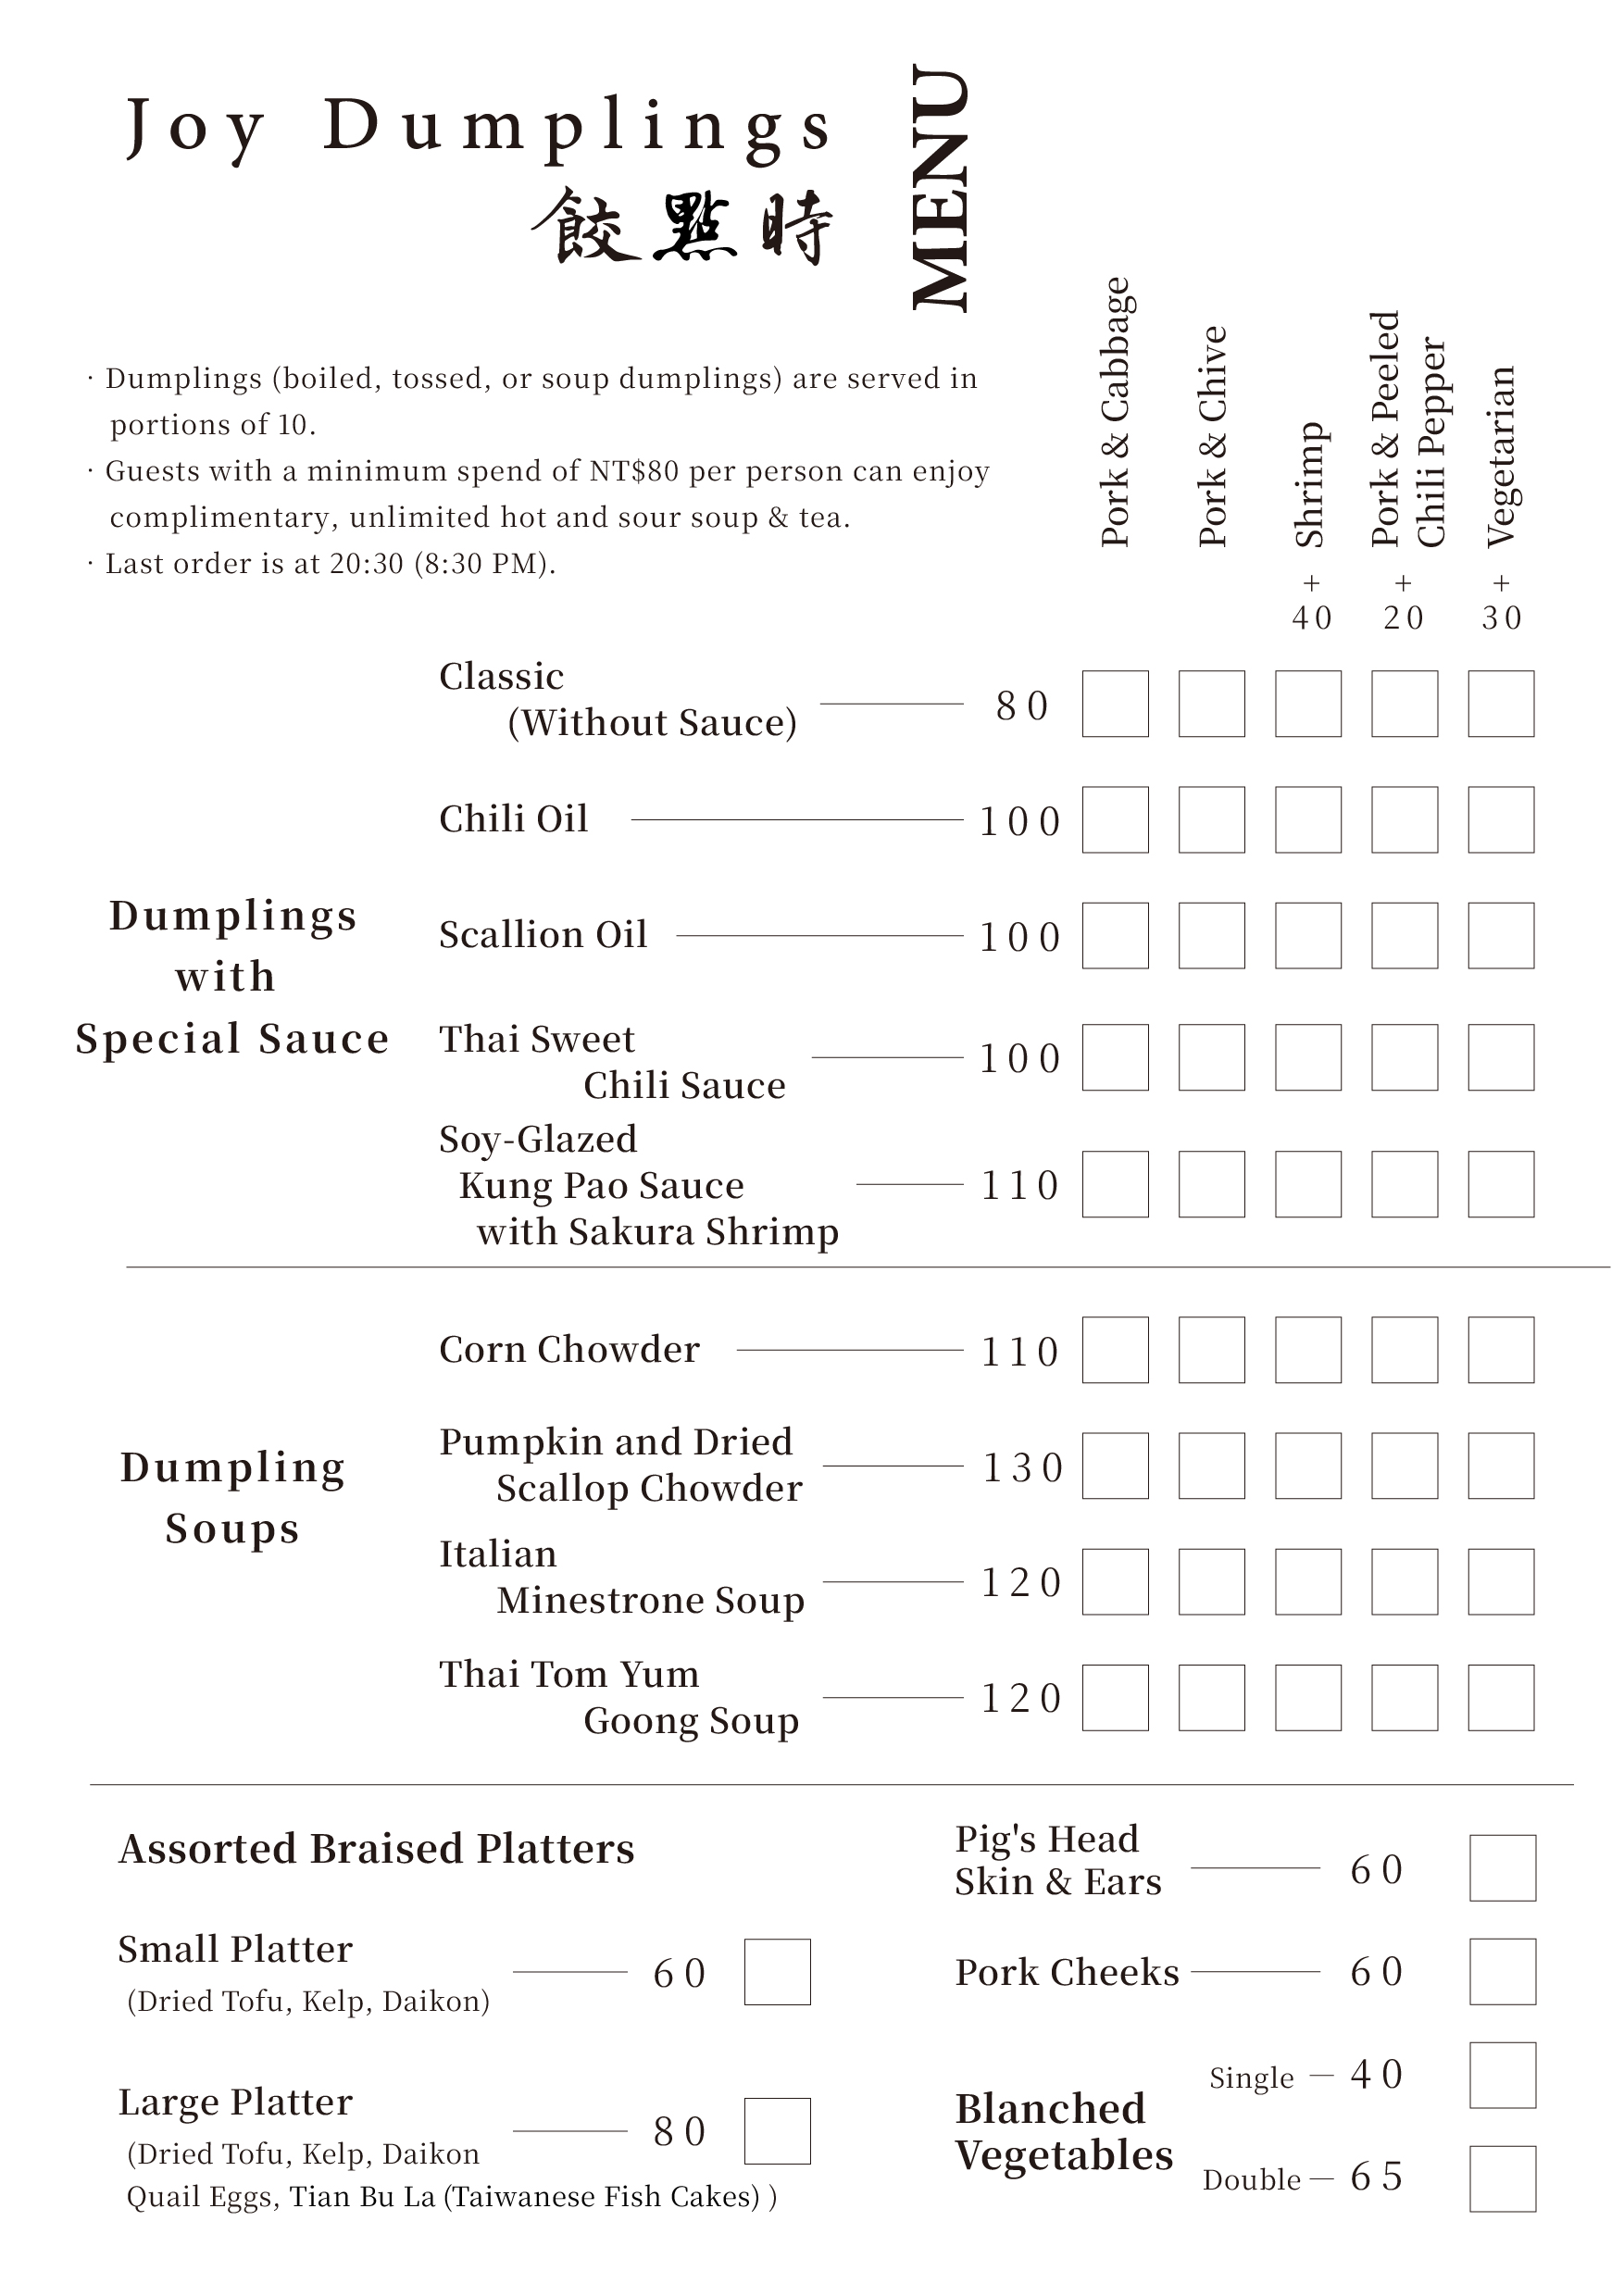 Joy Dumplings
餃點時
MENU
· Dumplings (boiled, tossed, or soup dumplings) are served in
portions of 10.
· Guests with a minimum spend of NT$80 per person can enjoy
complimentary, unlimited hot and sour soup & tea.
· Last order is at 20:30 (8:30 PM).
Pork & Cabbage
Pork & Chive
Shrimp
+
40
Pork & Peeled
Chili Pepper
+
20
Vegetarian
+
30
Dumplings
with
Special Sauce
Classic
(Without Sauce)
80
Chili Oil
100
Scallion Oil
100
Thai Sweet
Chili Sauce
100
Soy-Glazed
Kung Pao Sauce
with Sakura Shrimp
110
Dumpling
Soups
Corn Chowder
110
Pumpkin and Dried
Scallop Chowder
130
Italian
Minestrone Soup
120
Thai Tom Yum
Goong Soup
120
Assorted Braised Platters
Small Platter
(Dried Tofu, Kelp, Daikon)
60
Large Platter
(Dried Tofu, Kelp, Daikon
Quail Eggs, Tian Bu La (Taiwanese Fish Cakes) )
80
Pig's Head
Skin & Ears
60
Pork Cheeks
60
Blanched
Vegetables
Single — 40
Double — 65